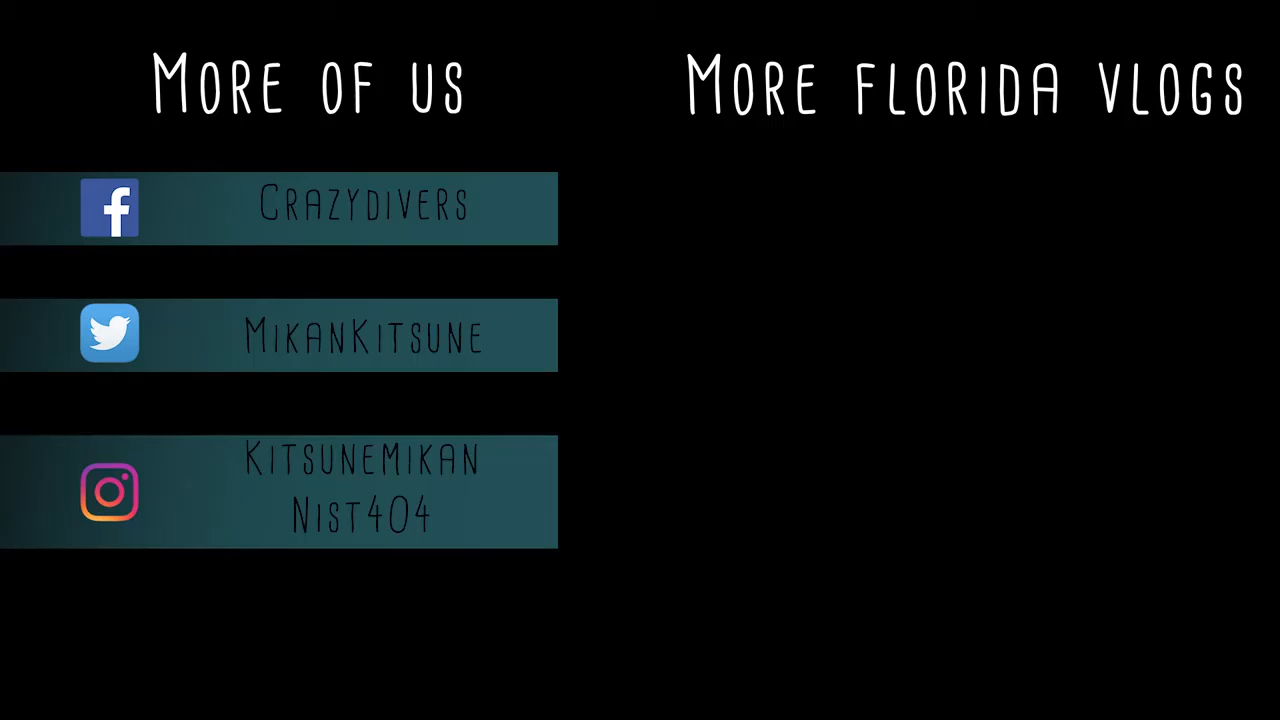 More of us
More florida vlogs
Crazydivers
MikanKitsune
KitsuneMikan
Nist404